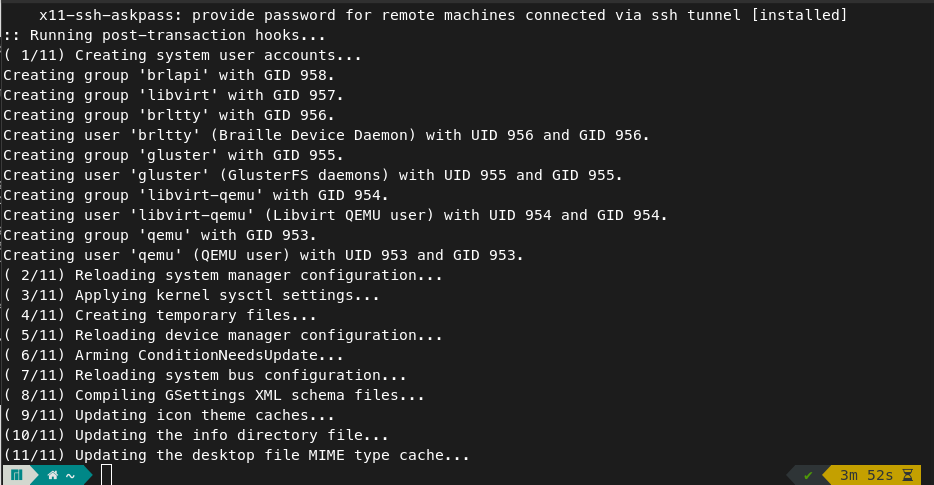 x11-ssh-askpass: provide password for remote machines connected via ssh tunnel [installed]
:: Running post-transaction hooks...
( 1/11) Creating system user accounts...
Creating group 'brlapi' with GID 958.
Creating group 'libvirt' with GID 957.
Creating group 'brltty' with GID 956.
Creating user 'brltty' (Braille Device Daemon) with UID 956 and GID 956.
Creating group 'gluster' with GID 955.
Creating user 'gluster' (GlusterFS daemons) with UID 955 and GID 955.
Creating group 'libvirt-qemu' with GID 954.
Creating user 'libvirt-qemu' (Libvirt QEMU user) with UID 954 and GID 954.
Creating group 'qemu' with GID 953.
Creating user 'qemu' (QEMU user) with UID 953 and GID 953.
( 2/11) Reloading system manager configuration...
( 3/11) Applying kernel sysctl settings...
( 4/11) Creating temporary files...
( 5/11) Reloading device manager configuration...
( 6/11) Arming ConditionNeedsUpdate...
( 7/11) Reloading system bus configuration...
( 8/11) Compiling GSettings XML schema files...
( 9/11) Updating icon theme caches...
(10/11) Updating the info directory file...
(11/11) Updating the desktop file MIME type cache...
~ ✔ 3m 52s